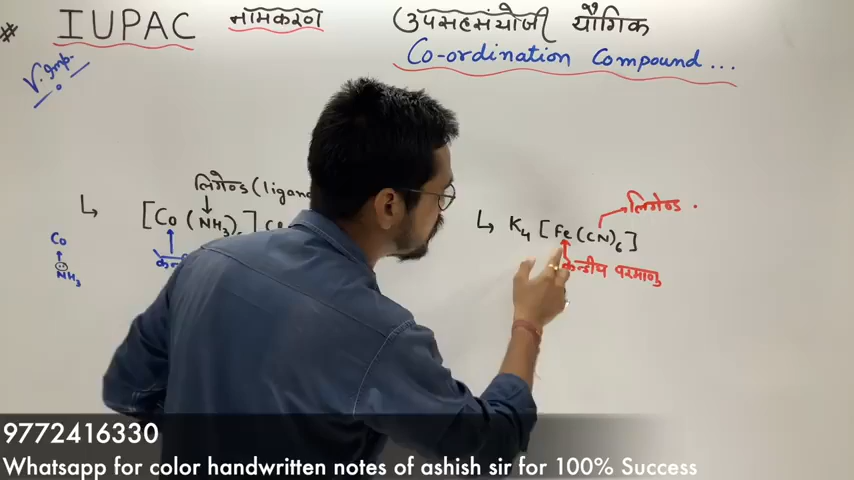 # IUPAC नामकरण (उपसहसंयोजी यौगिक
Co-ordination Compound ...
V. Imp.
लिगेण्ड (ligand
↳ [Co(NH3)6]
↳ K4[Fe(CN)6]
लिगेण्ड .
केन्द्रीय परमाणु
Co
NH3
9772416330
Whatsapp for color handwritten notes of ashish sir for 100% Success